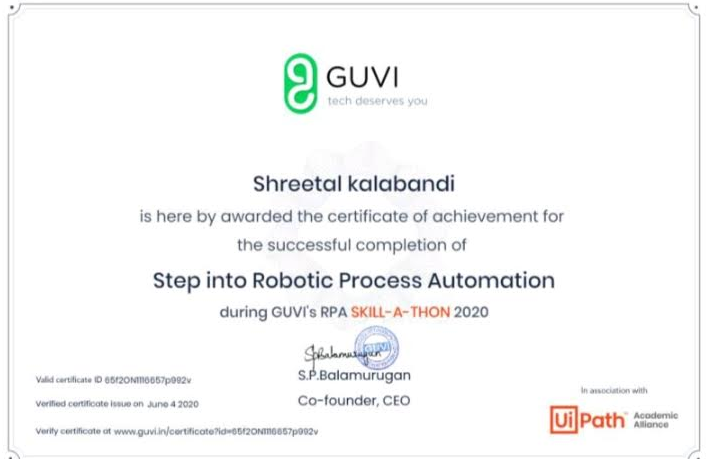 GUVI
tech deserves you
Shreetal kalabandi
is here by awarded the certificate of achievement for
the successful completion of
Step into Robotic Process Automation
during GUVI's RPA SKILL-A-THON 2020
SPBalamurugan
GUVI
S.P.Balamurugan
Co-founder, CEO
Valid certificate ID 65f2ON1116657p992v
Verified certificate issue on June 4 2020
Verify certificate at www.guvi.in/certificate?id=65f2ON1116657p992v
In association with
UiPath Academic
Alliance